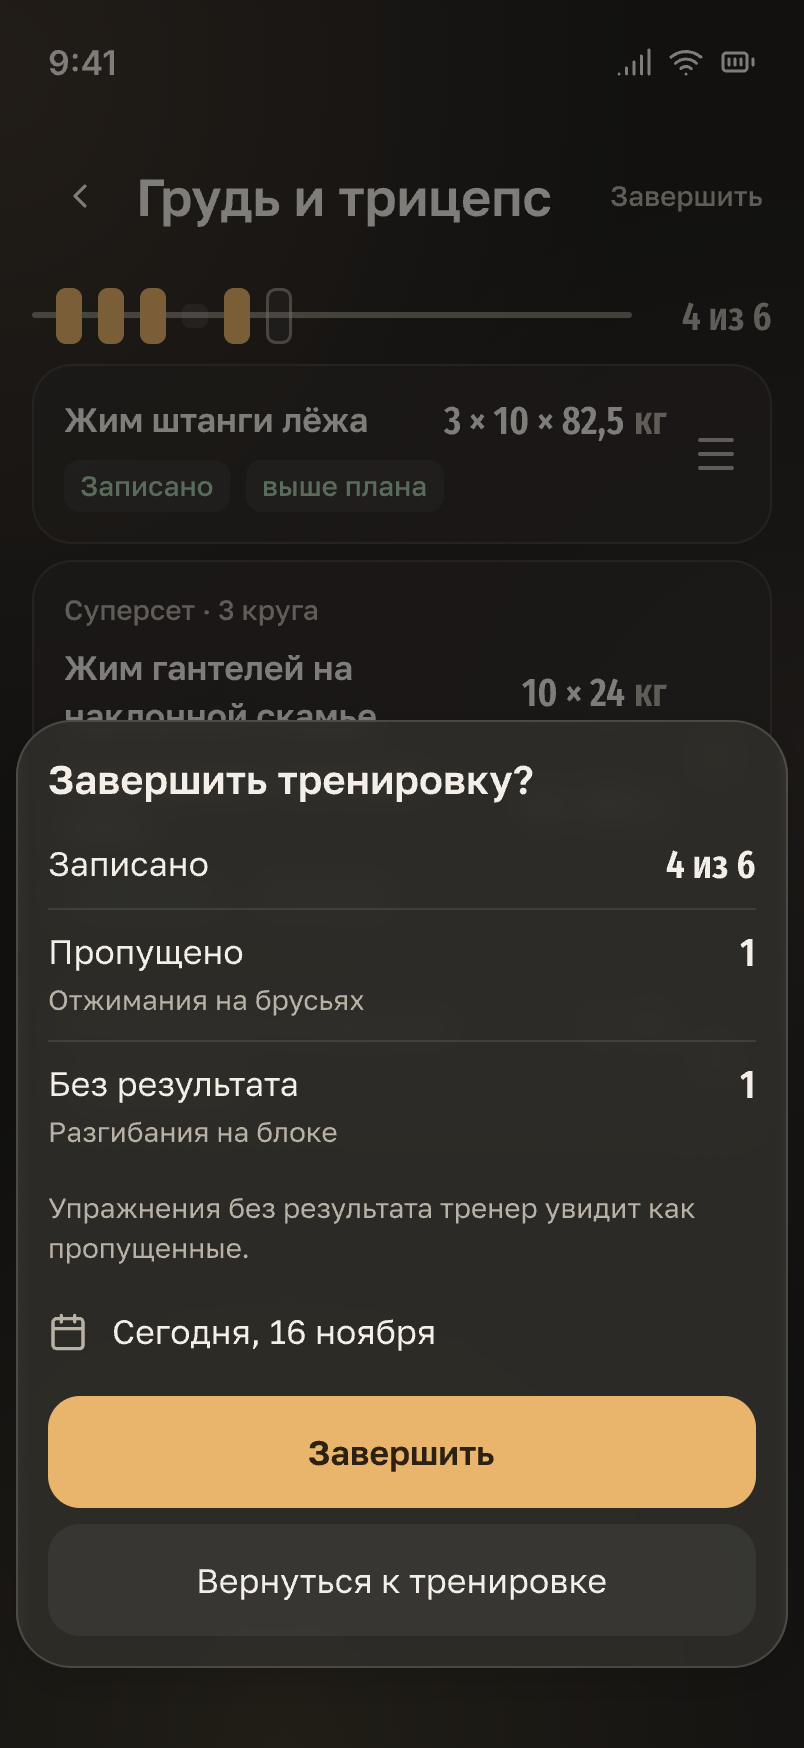 9:41
Грудь и трицепс
Завершить
4 из 6
Жим штанги лёжа
3 × 10 × 82,5 кг
Записано
выше плана
Суперсет · 3 круга
Жим гантелей на
наклонной скамье
10 × 24 кг
Завершить тренировку?
Записано
4 из 6
Пропущено
1
Отжимания на брусьях
Без результата
1
Разгибания на блоке
Упражнения без результата тренер увидит как
пропущенные.
Сегодня, 16 ноября
Завершить
Вернуться к тренировке